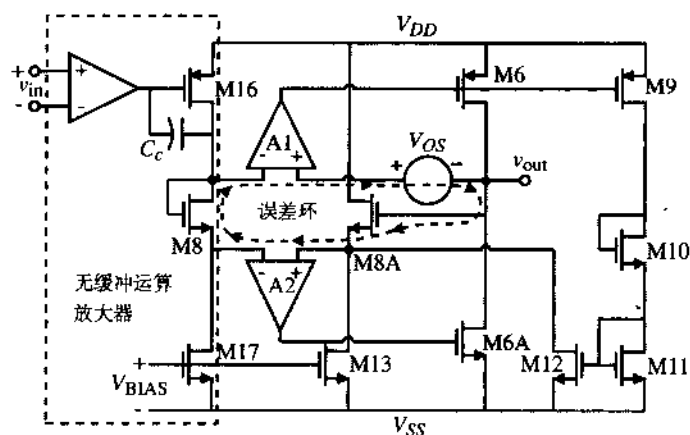 V_DD
M16
M6
M9
+
v_in
-
+
-
C_c
A1
- +
V_OS
+ -
v_out
误差环
M8
M8A
M10
- +
A2
无缓冲运算
放大器
M6A
M17
M13
M12
M11
+
V_BIAS
-
V_SS